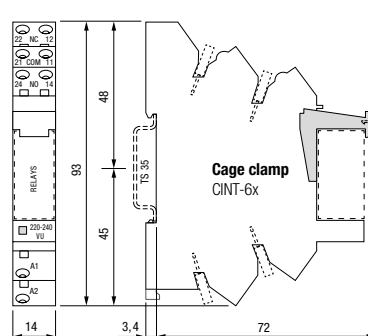 22 NC 12
21 COM 11
24 NO 14
RELAYS
220-240
VU
A1
A2
14
93
48
45
TS 35
Cage clamp
CINT-6x
3,4
72